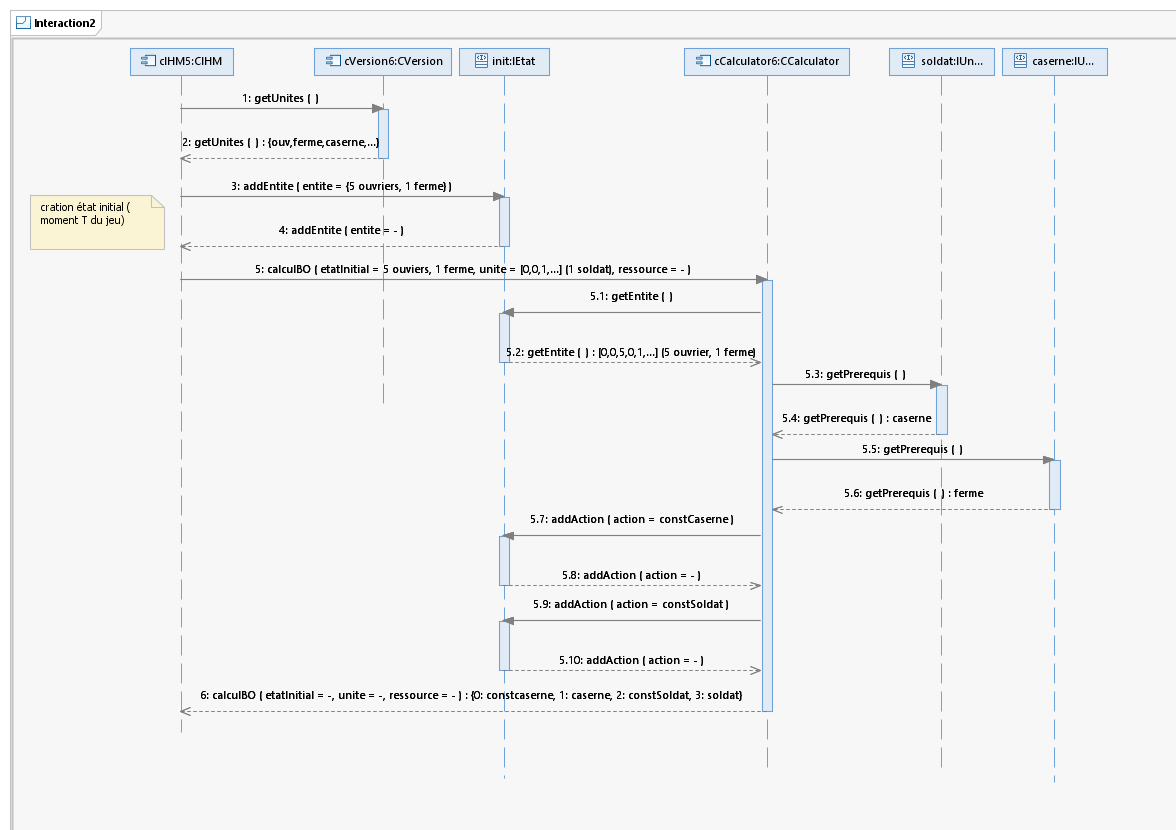 Interaction2
cIHM5:CIHM
cVersion6:CVersion
init:IEtat
cCalculator6:CCalculator
soldat:IUn...
caserne:IU...
1: getUnites ( )
2: getUnites ( ) : {ouv,ferme,caserne,...}
3: addEntite ( entite = {5 ouvriers, 1 ferme} )
cration état initial (
moment T du jeu)
4: addEntite ( entite = - )
5: calculBO ( etatInitial = 5 ouviers, 1 ferme, unite = [0,0,1,...] (1 soldat), ressource = - )
5.1: getEntite ( )
5.2: getEntite ( ) : [0,0,5,0,1,...] (5 ouvrier, 1 ferme)
5.3: getPrerequis ( )
5.4: getPrerequis ( ) : caserne
5.5: getPrerequis ( )
5.6: getPrerequis ( ) : ferme
5.7: addAction ( action = constCaserne )
5.8: addAction ( action = - )
5.9: addAction ( action = constSoldat )
5.10: addAction ( action = - )
6: calculBO ( etatInitial = -, unite = -, ressource = - ) : {0: constcaserne, 1: caserne, 2: constSoldat, 3: soldat}